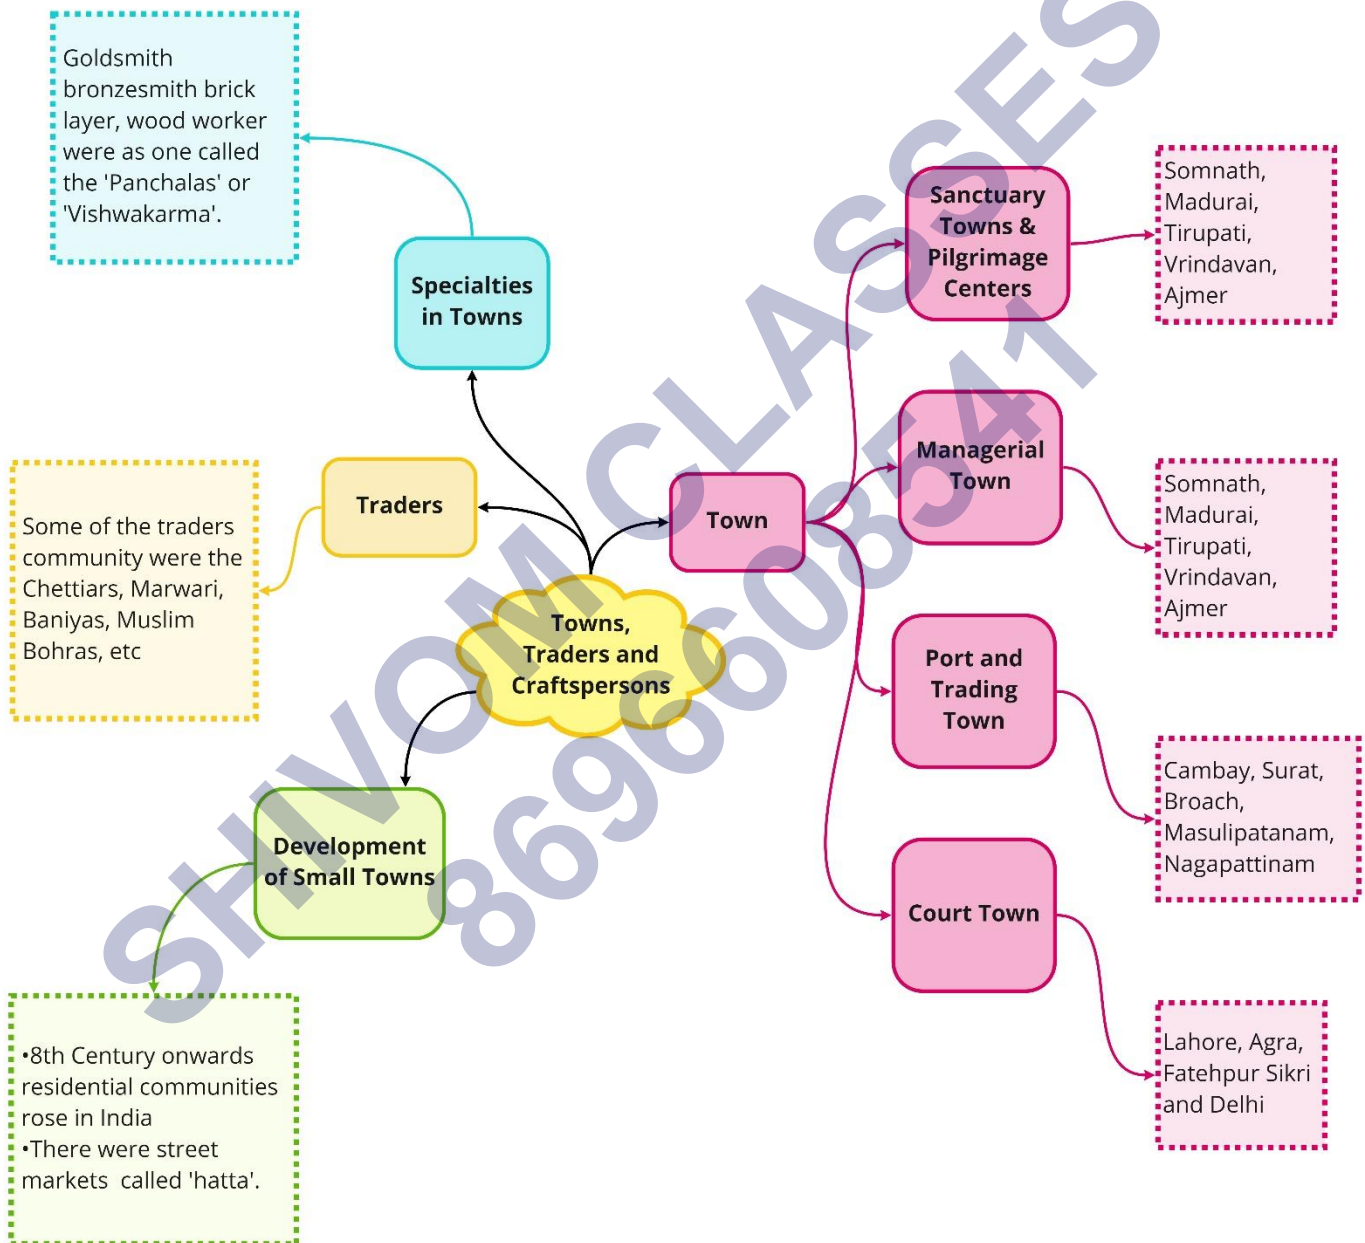 Goldsmith
bronzesmith brick
layer, wood worker
were as one called
the 'Panchalas' or
'Vishwakarma'.
Specialties
in Towns
Traders
Some of the traders
community were the
Chettiars, Marwari,
Baniyas, Muslim
Bohras, etc
Towns,
Traders and
Craftspersons
Development
of Small Towns
•8th Century onwards
residential communities
rose in India
•There were street
markets  called 'hatta'.
Town
Sanctuary
Towns &
Pilgrimage
Centers
Somnath,
Madurai,
Tirupati,
Vrindavan,
Ajmer
Managerial
Town
Somnath,
Madurai,
Tirupati,
Vrindavan,
Ajmer
Port and
Trading
Town
Cambay, Surat,
Broach,
Masulipatanam,
Nagapattinam
Court Town
Lahore, Agra,
Fatehpur Sikri
and Delhi
SHIVOM CLASSES
8696608541